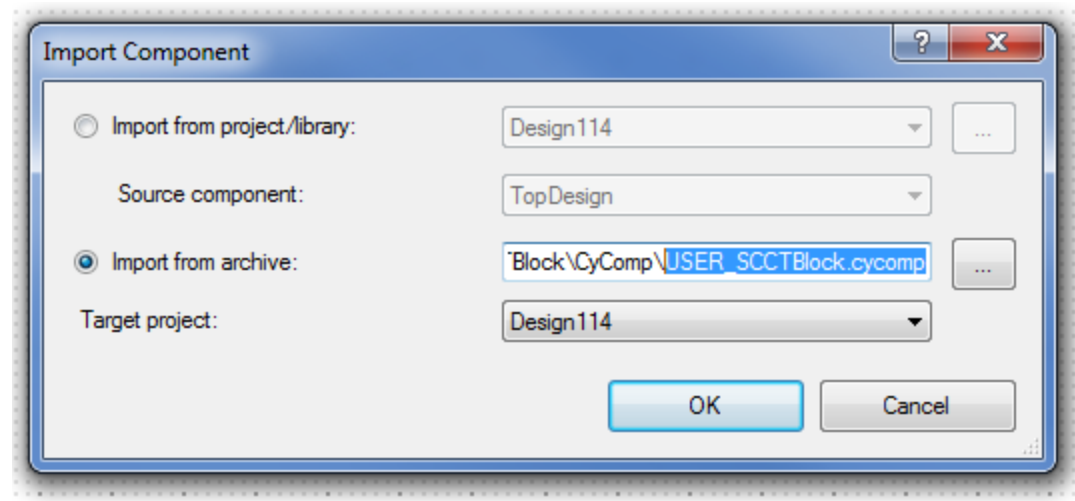 Import Component
?
Import from project/library:
Design114
...
Source component:
TopDesign
Import from archive:
Block\CyComp\USER_SCCTBlock.cycomp
...
Target project:
Design114
OK
Cancel